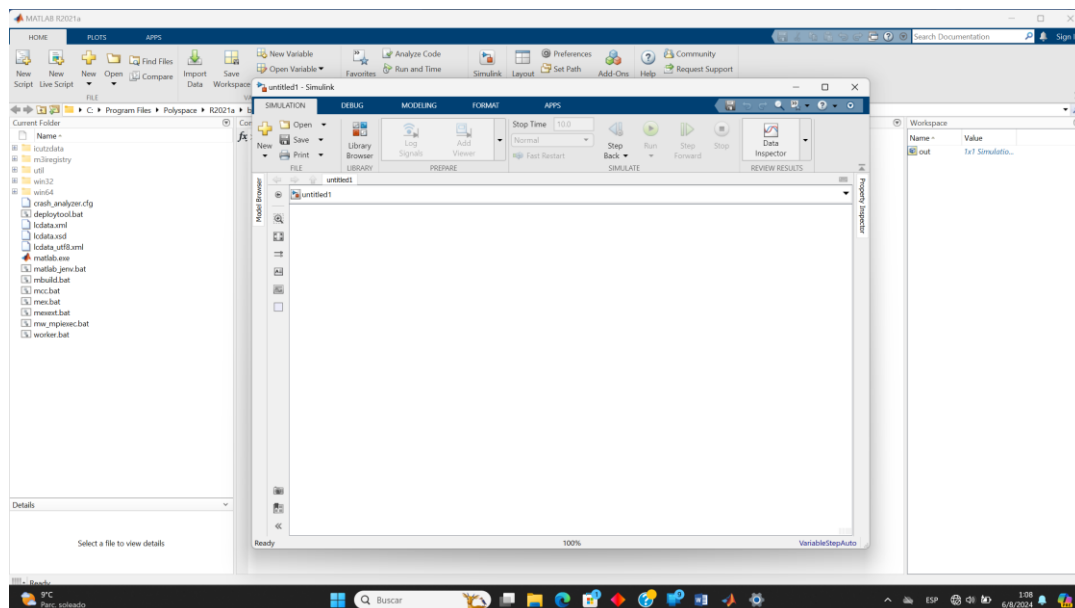 MATLAB R2021a
HOME PLOTS APPS
Search Documentation
Sign I
New Script
New Live Script
New
Open
Find Files
Compare
Import Data
Save Workspace
New Variable
Open Variable
Favorites
Analyze Code
Run and Time
Simulink
Layout
Preferences
Set Path
Add-Ons
Help
Community
Request Support
FILE
C: Program Files Polyspace R2021a b
Current Folder
Name
icutzdata
m3iregistry
util
win32
win64
crash_analyzer.cfg
deploytool.bat
lcdata.xml
lcdata.xsd
lcdata_utf8.xml
matlab.exe
matlab_jenv.bat
mbuild.bat
mcc.bat
mex.bat
mexext.bat
mw_mpiexec.bat
worker.bat
Details
Select a file to view details
Ready
Com
fx
untitled1 - Simulink
SIMULATION DEBUG MODELING FORMAT APPS
New
Open
Save
Print
Library Browser
Log Signals
Add Viewer
Stop Time 10.0
Normal
Fast Restart
Step Back
Run
Step Forward
Stop
Data Inspector
FILE LIBRARY PREPARE SIMULATE REVIEW RESULTS
untitled1
untitled1
Model Browser
Property Inspector
Ready 100% VariableStepAuto
Workspace
Name Value
out 1x1 Simulatio...
9°C
Parc. soleado
Buscar
ESP
1:08
6/8/2024